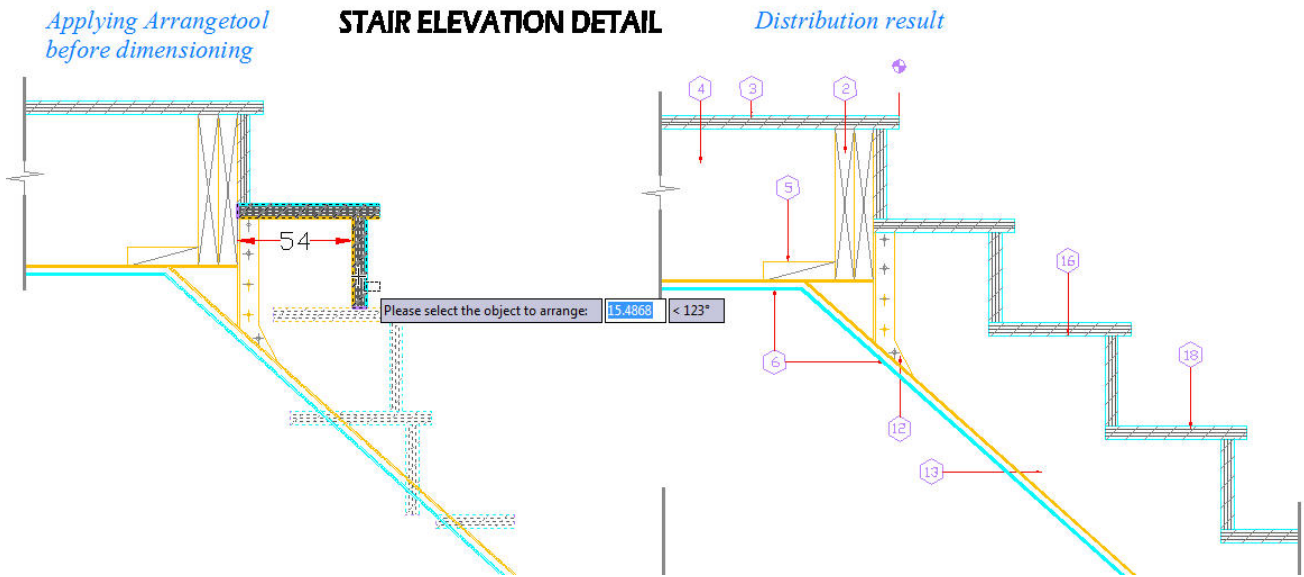 Applying Arrangetool
before dimensioning
STAIR ELEVATION DETAIL
Distribution result
4
3
2
5
54
16
Please select the object to arrange: 15.4868 < 123°
6
18
12
13